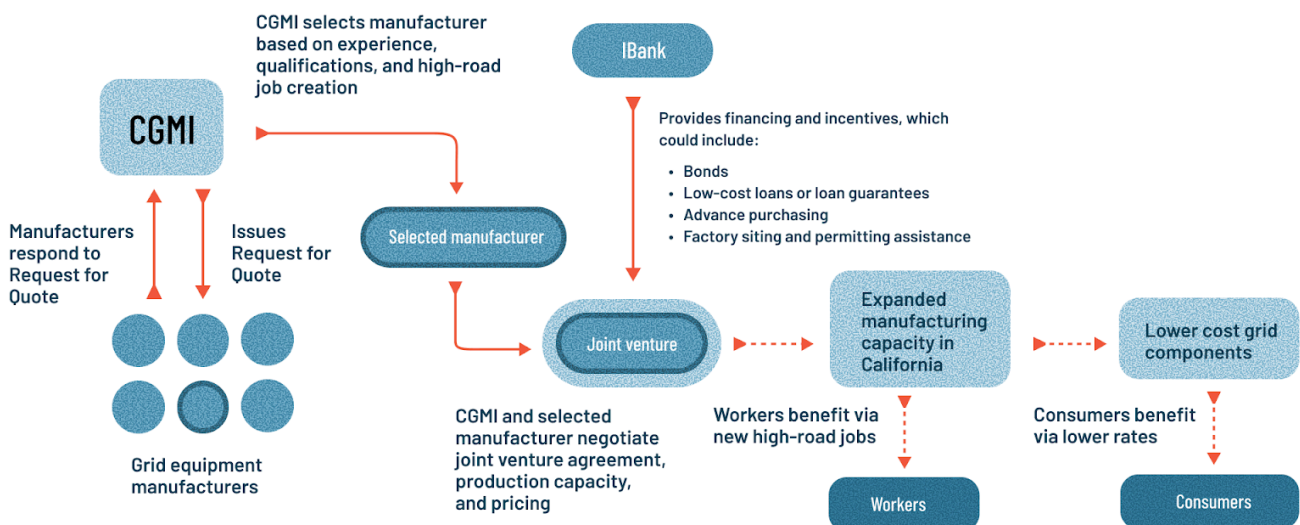 CGMI selects manufacturer
based on experience,
qualifications, and high-road
job creation
IBank
CGMI
Provides financing and incentives, which
could include:
• Bonds
• Low-cost loans or loan guarantees
• Advance purchasing
• Factory siting and permitting assistance
Manufacturers
respond to
Request for
Quote
Issues
Request for
Quote
Selected manufacturer
Joint venture
Expanded
manufacturing
capacity in
California
Lower cost grid
components
Grid equipment
manufacturers
CGMI and selected
manufacturer negotiate
joint venture agreement,
production capacity,
and pricing
Workers benefit via
new high-road jobs
Consumers benefit
via lower rates
Workers
Consumers